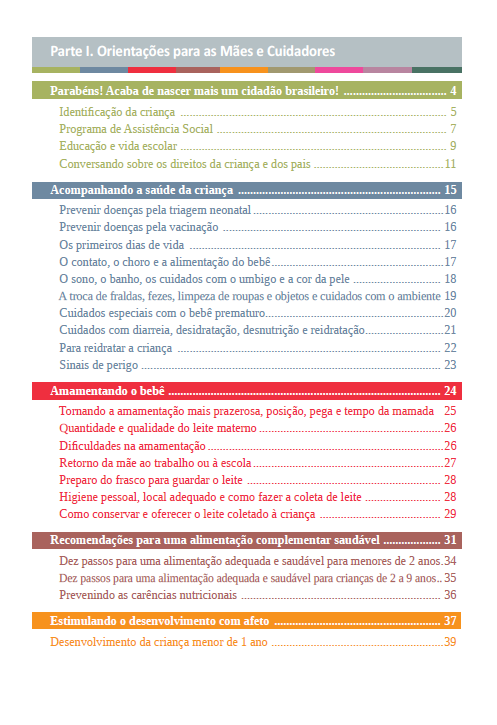 Parte I. Orientações para as Mães e Cuidadores
Parabéns! Acaba de nascer mais um cidadão brasileiro! .................................. 4
Identificação da criança ........................................................................................ 5
Programa de Assistência Social ............................................................................ 7
Educação e vida escolar ........................................................................................ 9
Conversando sobre os direitos da criança e dos pais ...........................................11
Acompanhando a saúde da criança .................................................................... 15
Prevenir doenças pela triagem neonatal ...............................................................16
Prevenir doenças pela vacinação ........................................................................ 16
Os primeiros dias de vida ................................................................................... 17
O contato, o choro e a alimentação do bebê.........................................................17
O sono, o banho, os cuidados com o umbigo e a cor da pele ............................. 18
A troca de fraldas, fezes, limpeza de roupas e objetos e cuidados com o ambiente 19
Cuidados especiais com o bebê prematuro...........................................................20
Cuidados com diarreia, desidratação, desnutrição e reidratação..........................21
Para reidratar a criança ....................................................................................... 22
Sinais de perigo ................................................................................................... 23
Amamentando o bebê ........................................................................................... 24
Tornando a amamentação mais prazerosa, posição, pega e tempo da mamada 25
Quantidade e qualidade do leite materno .............................................................26
Dificuldades na amamentação ..............................................................................26
Retorno da mãe ao trabalho ou à escola ...............................................................27
Preparo do frasco para guardar o leite ................................................................ 28
Higiene pessoal, local adequado e como fazer a coleta de leite ......................... 28
Como conservar e oferecer o leite coletado à criança ........................................ 29
Recomendações para uma alimentação complementar saudável ................... 31
Dez passos para uma alimentação adequada e saudável para menores de 2 anos.34
Dez passos para uma alimentação adequada e saudável para crianças de 2 a 9 anos.. 35
Prevenindo as carências nutricionais .................................................................. 36
Estimulando o desenvolvimento com afeto ........................................................ 37
Desenvolvimento da criança menor de 1 ano .........................................................39